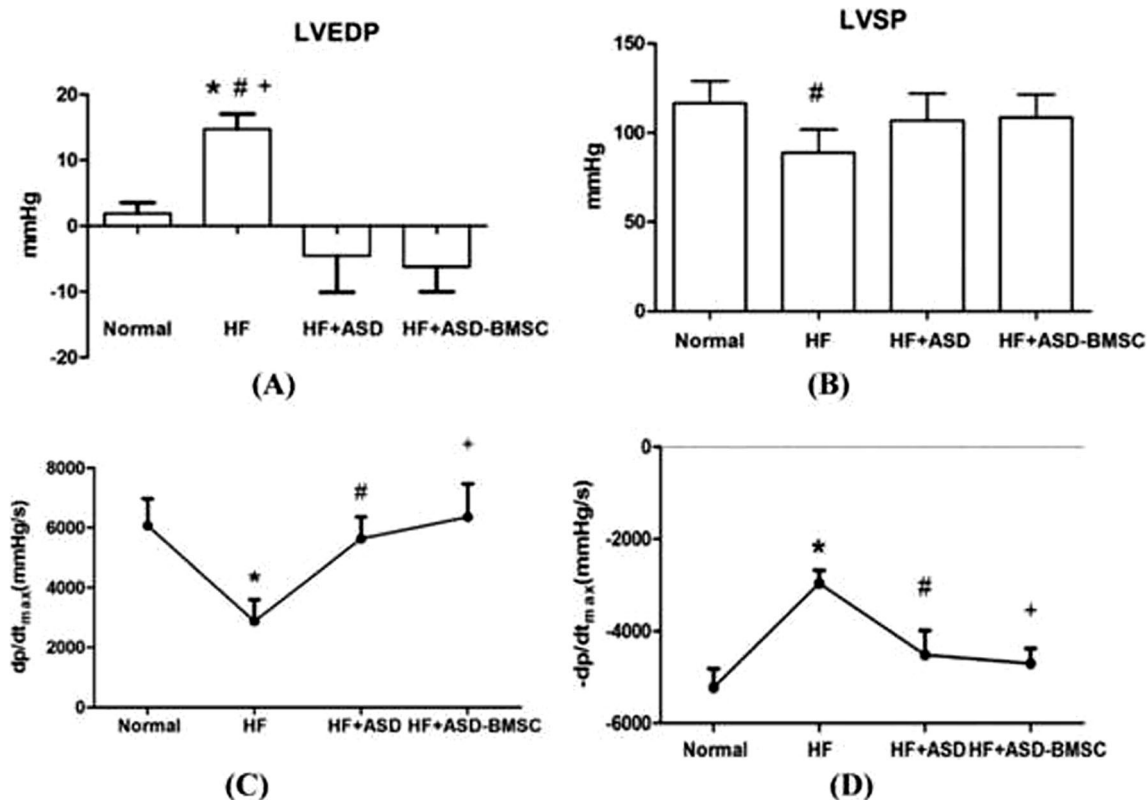 LVEDP
* # +
20
10
0
-10
-20
mmHg
Normal HF HF+ASD HF+ASD-BMSC
(A)
LVSP
#
150
100
50
0
mmHg
Normal HF HF+ASD HF+ASD-BMSC
(B)
+
#
*
8000
6000
4000
2000
0
dp/dtmax(mmHg/s)
Normal HF HF+ASD HF+ASD-BMSC
(C)
0
-2000
-4000
-6000
*
#
+
-dp/dtmax(mmHg/s)
Normal HF HF+ASD HF+ASD-BMSC
(D)